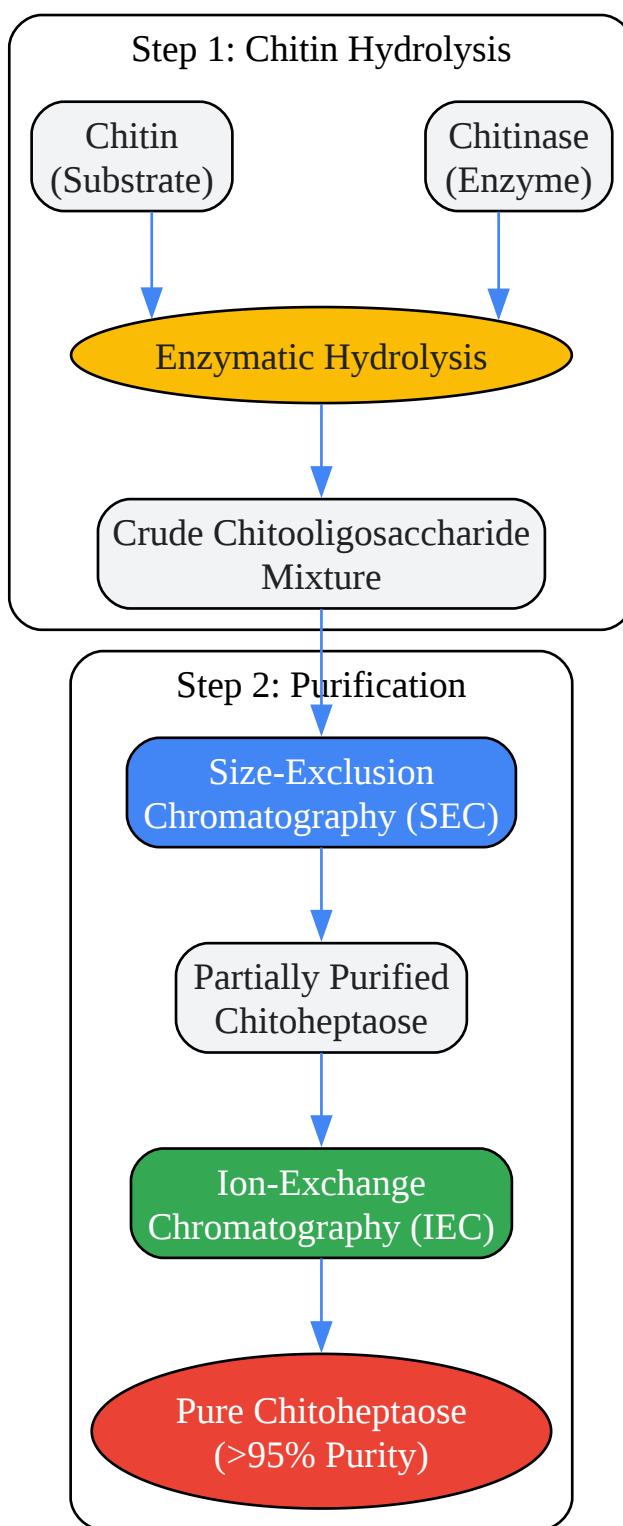 Step 1: Chitin Hydrolysis
Chitin
(Substrate)
Chitinase
(Enzyme)
Enzymatic Hydrolysis
Crude Chitooligosaccharide
Mixture
Step 2: Purification
Size-Exclusion
Chromatography (SEC)
Partially Purified
Chitoheptaose
Ion-Exchange
Chromatography (IEC)
Pure Chitoheptaose
(>95% Purity)